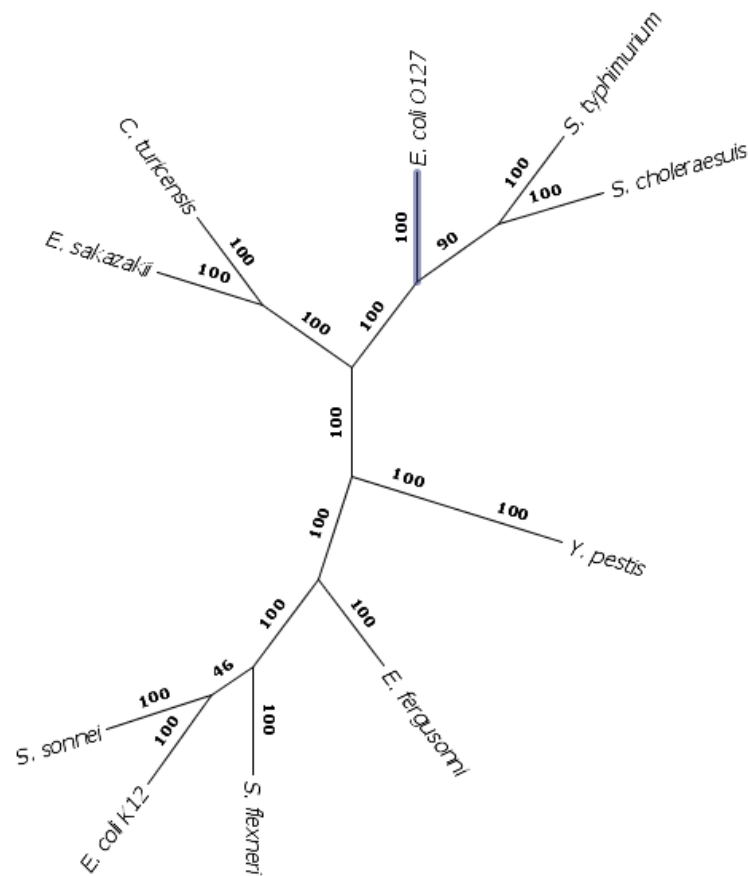 E. coli O127
S. typhimurium
100
S. choleraesuis
100
C. turicensis
100
90
100
E. sakazakii
100
100
100
100
100
100
Y. pestis
100
100
100
E. fergusonni
46
100
S. sonnei
100
100
E. coli K12
S. flexneri